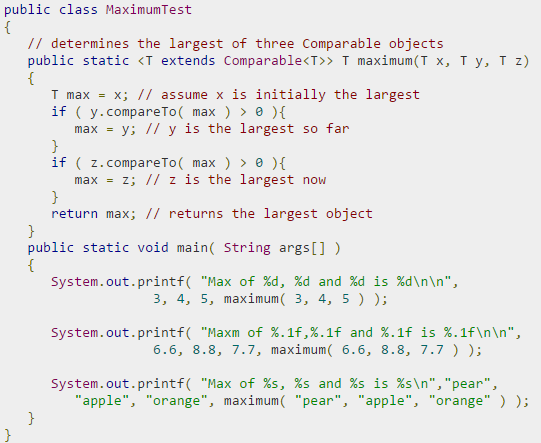 public class MaximumTest
{
   // determines the largest of three Comparable objects
   public static <T extends Comparable<T>> T maximum(T x, T y, T z)
   {
      T max = x; // assume x is initially the largest
      if ( y.compareTo( max ) > 0 ){
         max = y; // y is the largest so far
      }
      if ( z.compareTo( max ) > 0 ){
         max = z; // z is the largest now
      }
      return max; // returns the largest object
   }
   public static void main( String args[] )
   {
      System.out.printf( "Max of %d, %d and %d is %d\n\n",
                   3, 4, 5, maximum( 3, 4, 5 ) );

      System.out.printf( "Maxm of %.1f,%.1f and %.1f is %.1f\n\n",
                   6.6, 8.8, 7.7, maximum( 6.6, 8.8, 7.7 ) );

      System.out.printf( "Max of %s, %s and %s is %s\n","pear",
         "apple", "orange", maximum( "pear", "apple", "orange" ) );
   }
}